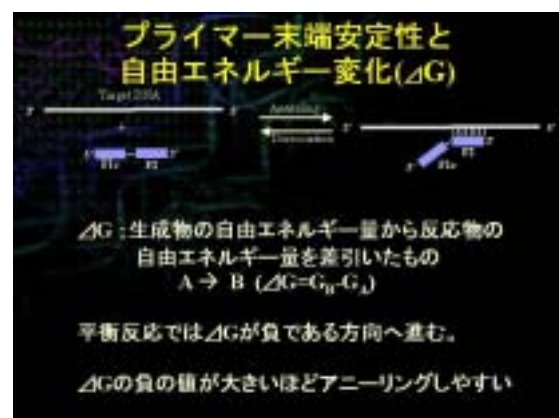 プライマー末端安定性と
自由エネルギー変化(⊿G)
Target DNA
Annealing
Dissociation
F1c F2
F2
F1c
⊿G：生成物の自由エネルギー量から反応物の
自由エネルギー量を差引いたもの
A → B (⊿G=GB-GA)
平衡反応では⊿Gが負である方向へ進む。
⊿Gの負の値が大きいほどアニーリングしやすい